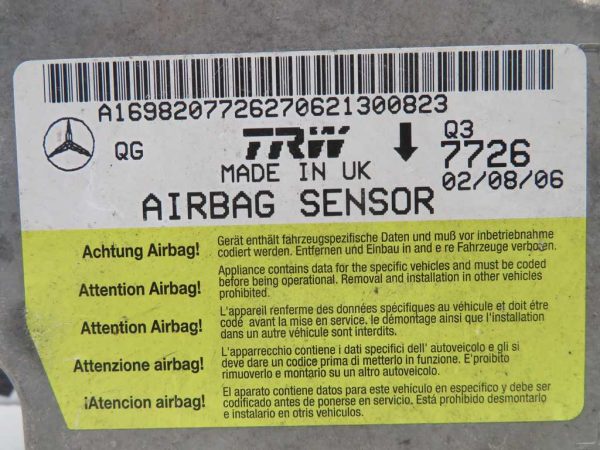 A1698207726270621300823
QG
TRW
MADE IN UK
Q3
7726
02/08/06
AIRBAG SENSOR
Achtung Airbag!
Gerät enthält fahrzeugspezifische Daten und muß vor inbetriebnahme
codiert werden. Entfernen und Einbau in and e re Fahrzeuge verbo en.
Attention Airbag!
Appliance contains data for the specific vehicles and must be coded
before being operational. Removal and installation in other vehicles
prohibited.
Attention Airbag!
L'appareil renferme des données spécifiques au véhicule et doit être
codé avant la mise en service. le démontage ainsi que l'installation
dans un autre véhicule sont interdits.
Attenzione airbag!
L'apparrecchio contiene i dati specifici dell' autoveicolo e gli si
deve dare un codice prima di metterlo in funzione. E'proibito
rimuoverlo e montario su un altro autoveicolo.
¡Atencion airbag!
El aparato contiene datos para este vehiculo en especifico y debe ser
codificado antes de ponerse en servicio. Está prohibido desmontarlo
e instalario en otris vehiculos.